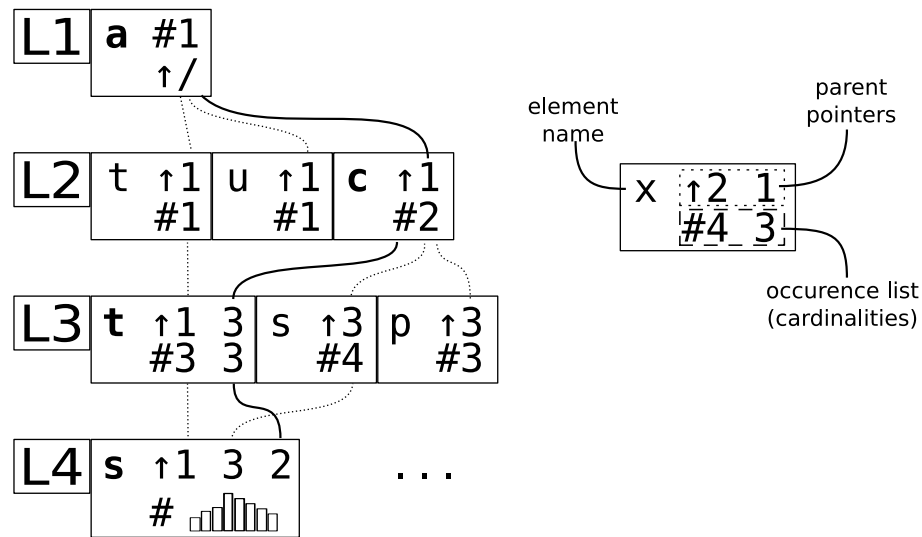 L1 a #1
↑/
element
name
parent
pointers
L2 t ↑1 u ↑1 c ↑1
#1 #1 #2
x ↑2 1
#4 3
occurence list
(cardinalities)
L3 t ↑1 3 s ↑3 p ↑3
#3 3 #4 #3
L4 s ↑1 3 2 ...
#